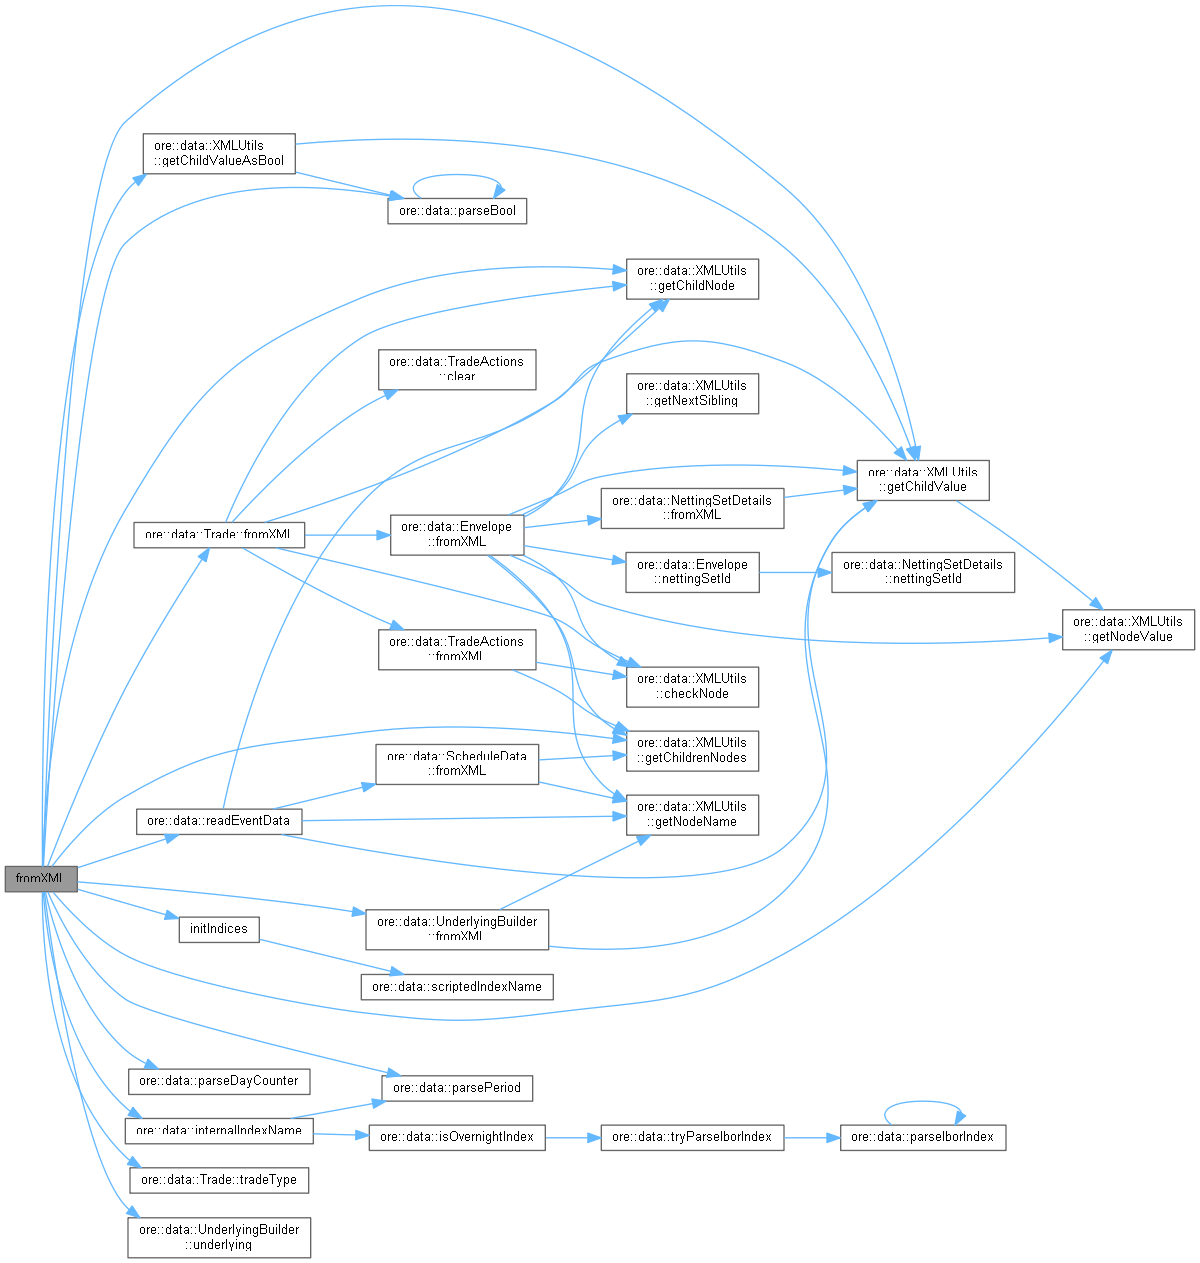 ore::data::XMLUtils
::getChildValueAsBool
ore::data::parseBool
ore::data::XMLUtils
::getChildNode
ore::data::TradeActions
::clear
ore::data::XMLUtils
::getNextSibling
ore::data::XMLUtils
::getChildValue
ore::data::Trade::fromXML
ore::data::Envelope
::fromXML
ore::data::NettingSetDetails
::fromXML
ore::data::Envelope
::nettingSetId
ore::data::NettingSetDetails
::nettingSetId
ore::data::XMLUtils
::getNodeValue
ore::data::TradeActions
::fromXML
ore::data::XMLUtils
::checkNode
ore::data::ScheduleData
::fromXML
ore::data::XMLUtils
::getChildrenNodes
ore::data::readEventData
ore::data::XMLUtils
::getNodeName
fromXML
initIndices
ore::data::UnderlyingBuilder
::fromXML
ore::data::scriptedIndexName
ore::data::parseDayCounter
ore::data::parsePeriod
ore::data::internalIndexName
ore::data::isOvernightIndex
ore::data::tryParseIborIndex
ore::data::parseIborIndex
ore::data::Trade::tradeType
ore::data::UnderlyingBuilder
::underlying